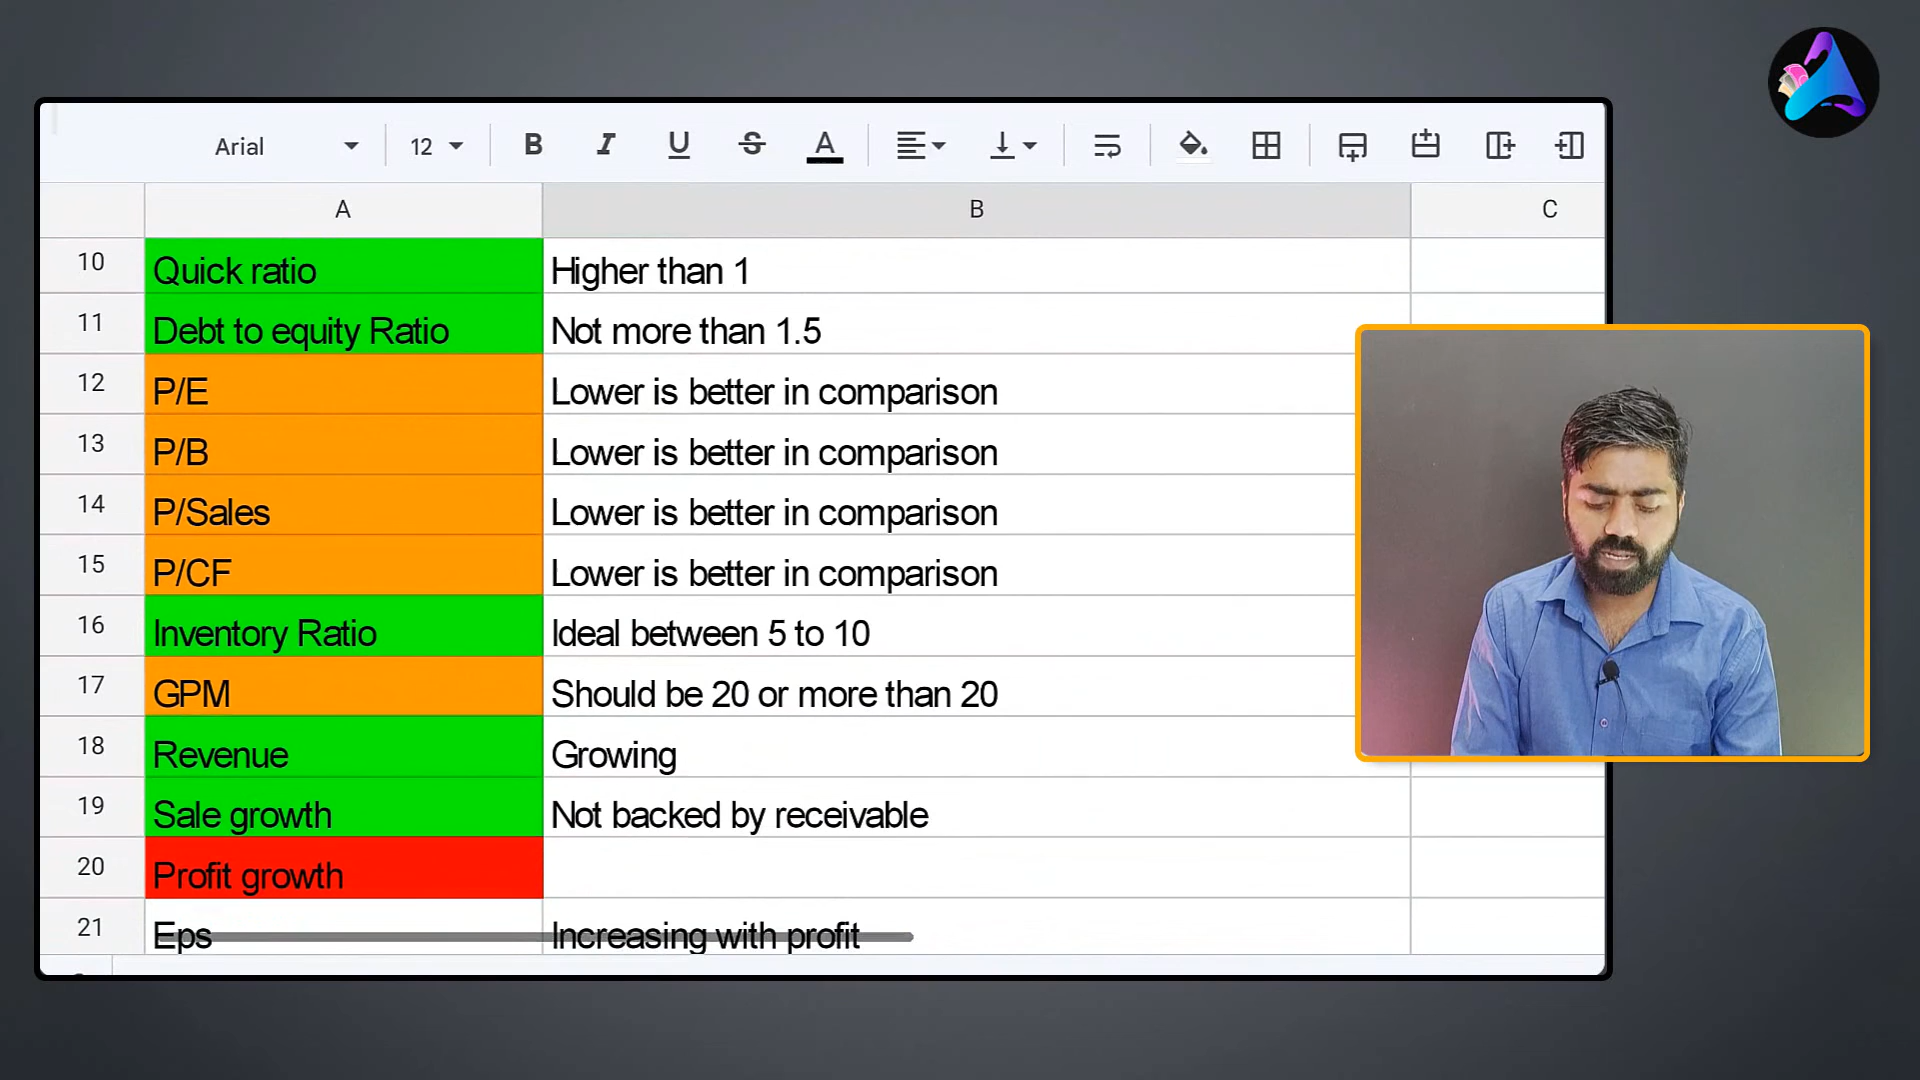 Arial 12 B I U S A
A B C
10 Quick ratio Higher than 1
11 Debt to equity Ratio Not more than 1.5
12 P/E Lower is better in comparison
13 P/B Lower is better in comparison
14 P/Sales Lower is better in comparison
15 P/CF Lower is better in comparison
16 Inventory Ratio Ideal between 5 to 10
17 GPM Should be 20 or more than 20
18 Revenue Growing
19 Sale growth Not backed by receivable
20 Profit growth
21 Eps Increasing with profit